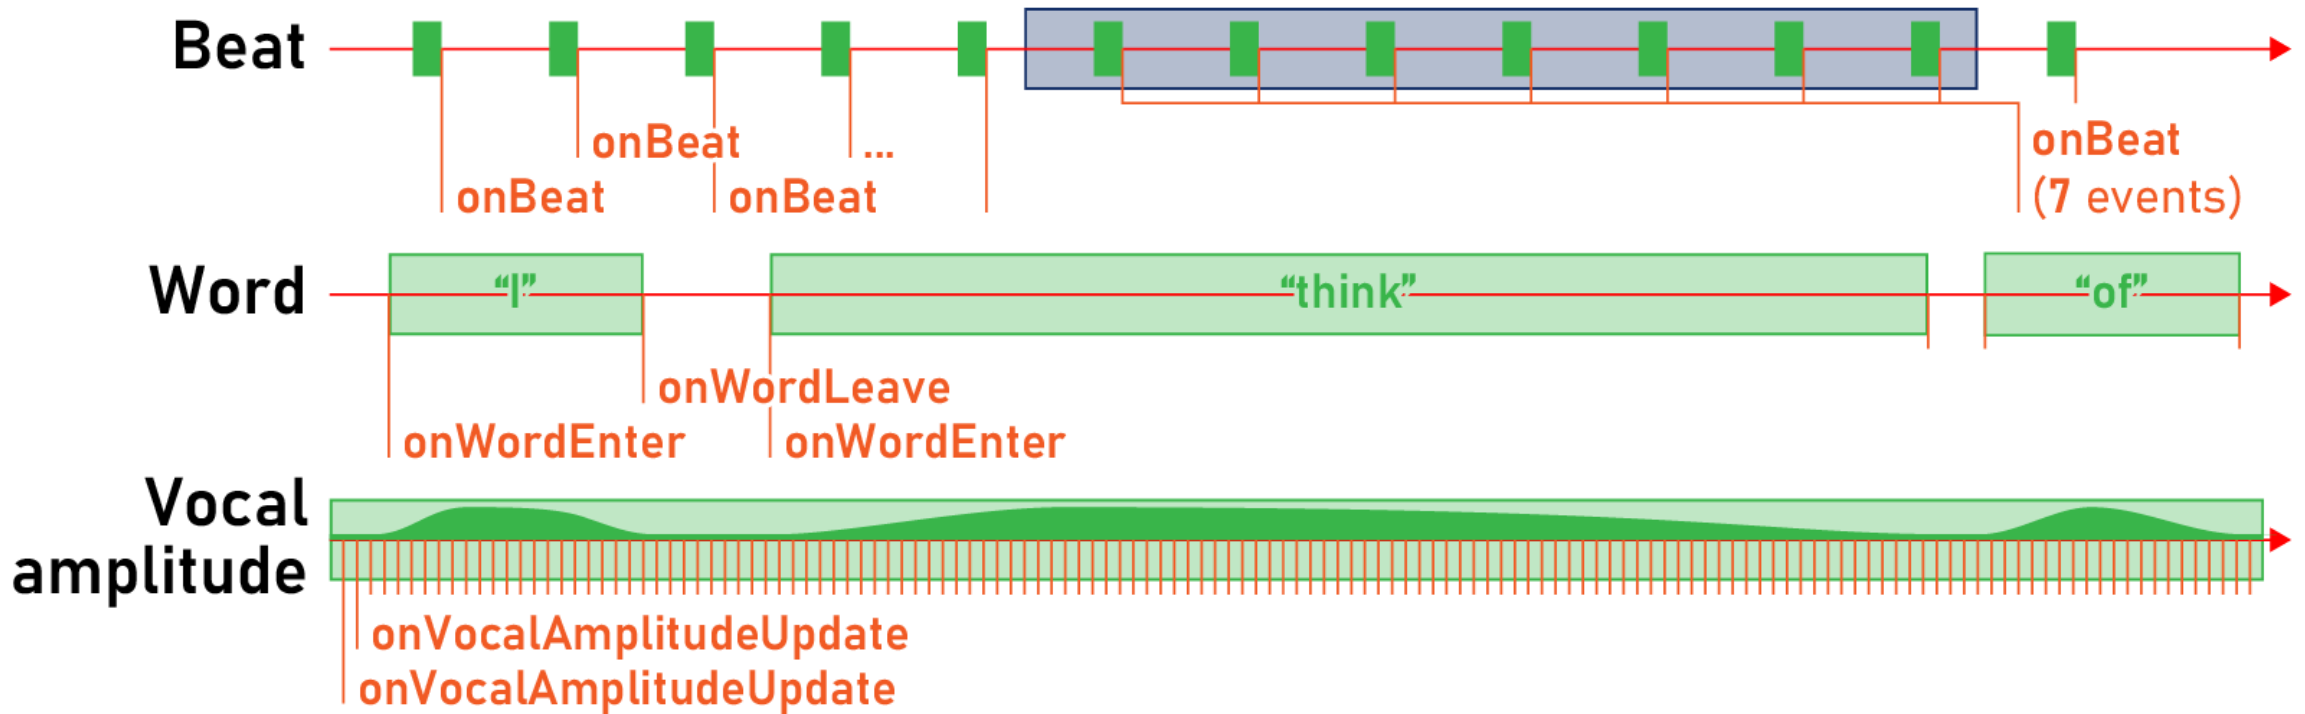 Beat
onBeat
...
onBeat
onBeat
onBeat
(7 events)
Word
“I”
“think”
“of”
onWordLeave
onWordEnter
onWordEnter
Vocal
amplitude
onVocalAmplitudeUpdate
onVocalAmplitudeUpdate